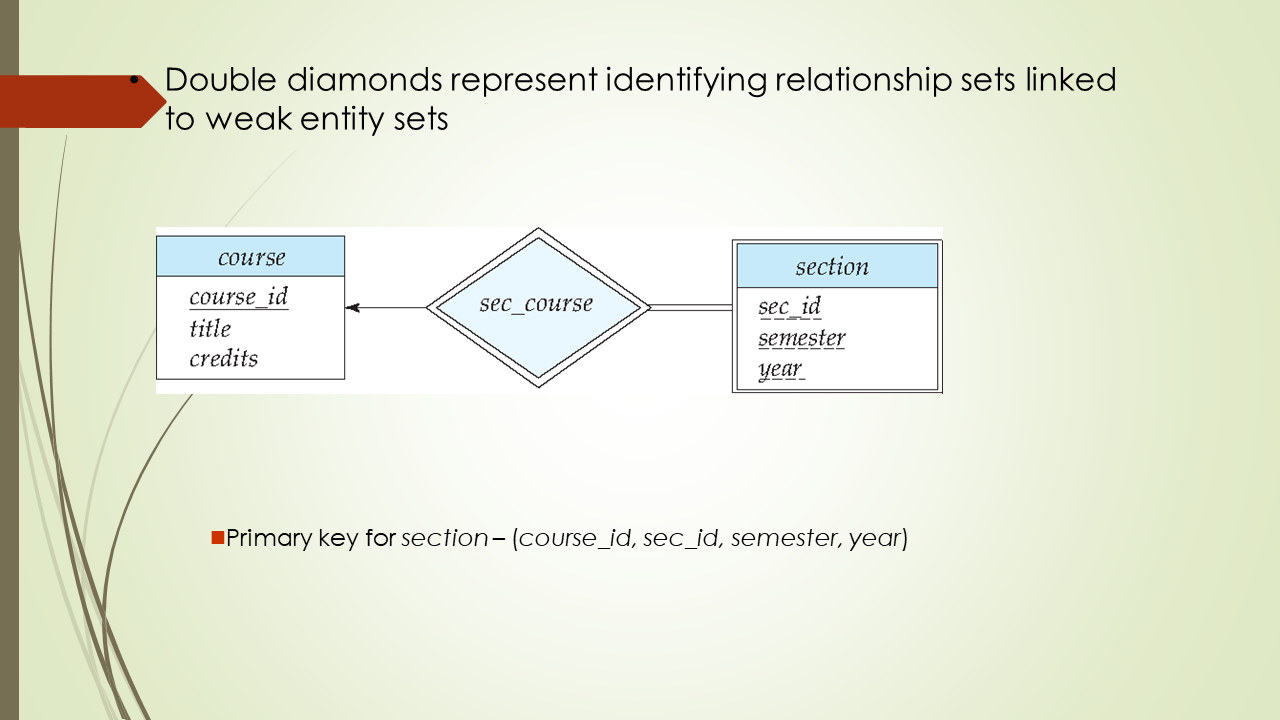 • Double diamonds represent identifying relationship sets linked
to weak entity sets
course
course_id
title
credits
sec_course
section
sec_id
semester
year
Primary key for section – (course_id, sec_id, semester, year)